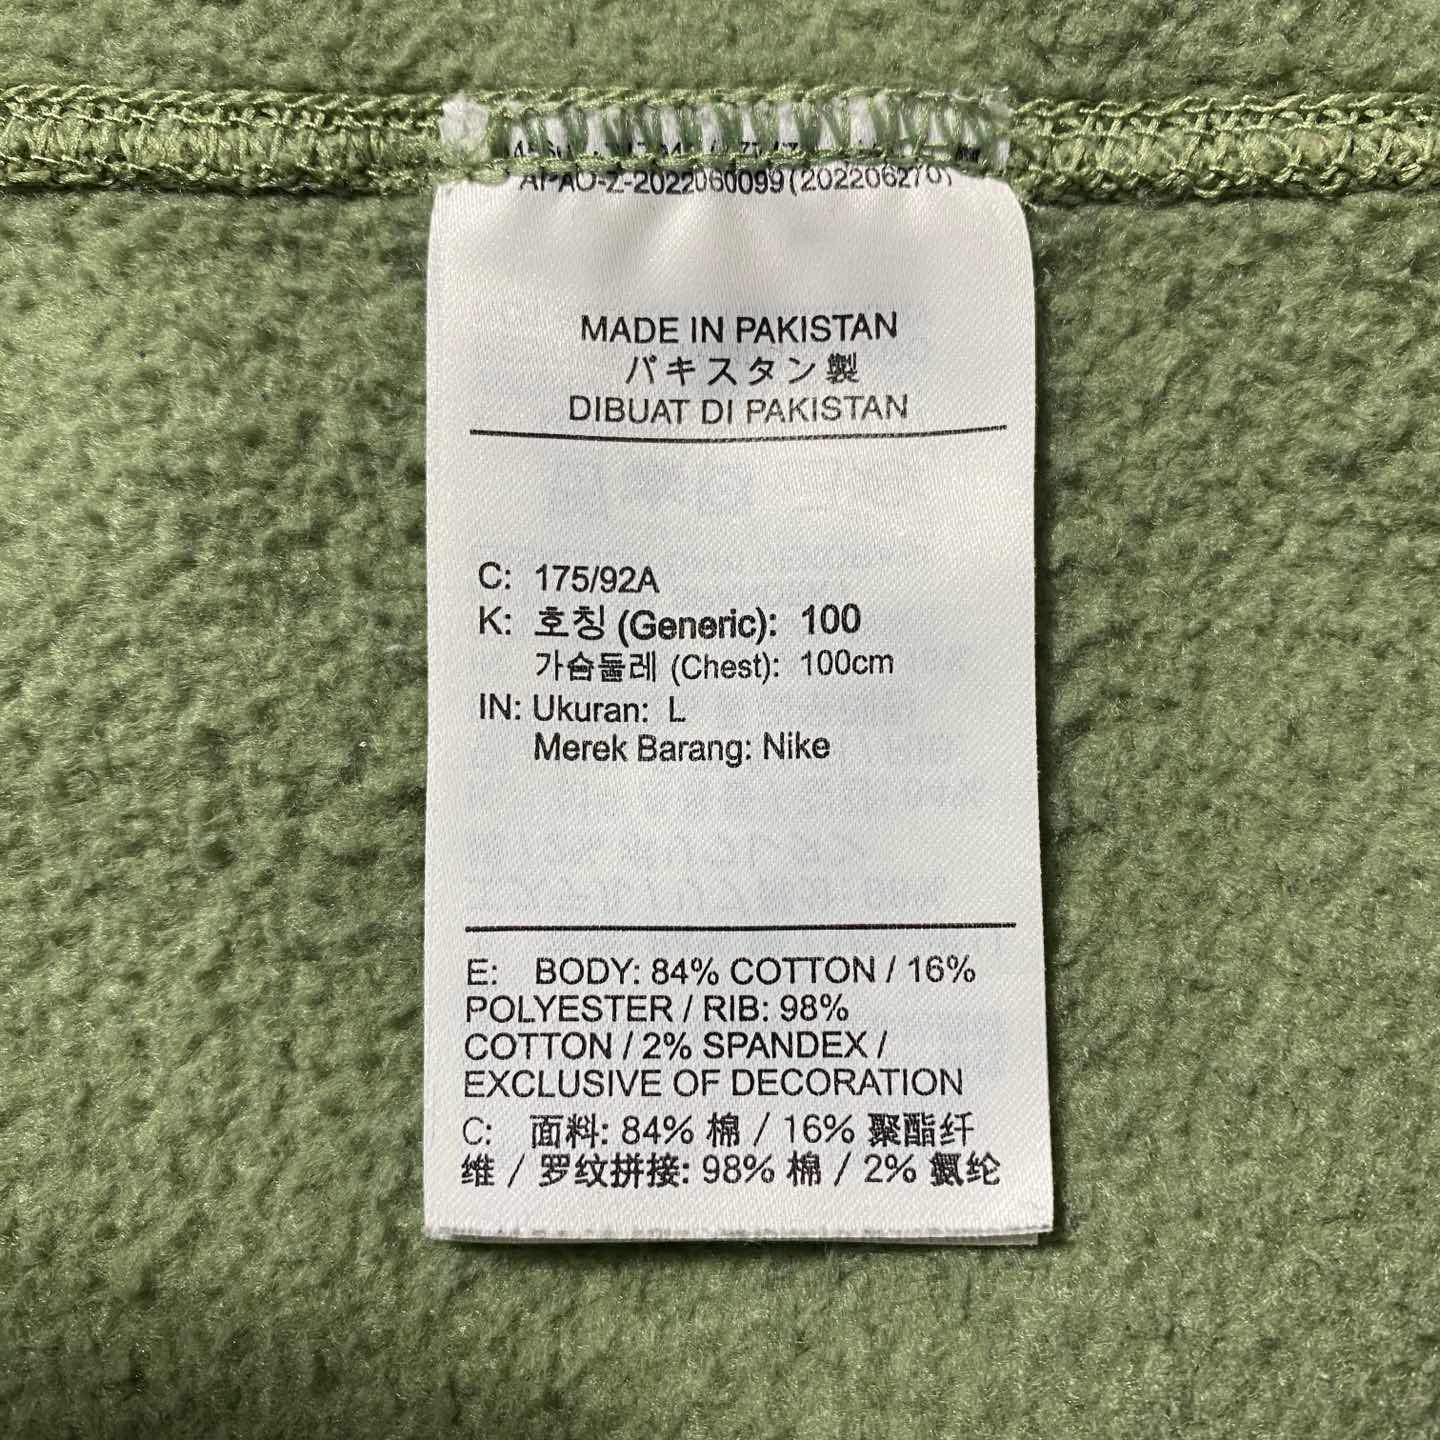 APAO-Z-2022060099(202206270)
MADE IN PAKISTAN
パキスタン製
DIBUAT DI PAKISTAN
C: 175/92A
K: 호칭 (Generic): 100
가슴둘레 (Chest): 100cm
IN: Ukuran: L
Merek Barang: Nike
E: BODY: 84% COTTON / 16%
POLYESTER / RIB: 98%
COTTON / 2% SPANDEX /
EXCLUSIVE OF DECORATION
C: 面料: 84% 棉 / 16% 聚酯纤
维 / 罗纹拼接: 98% 棉 / 2% 氨纶